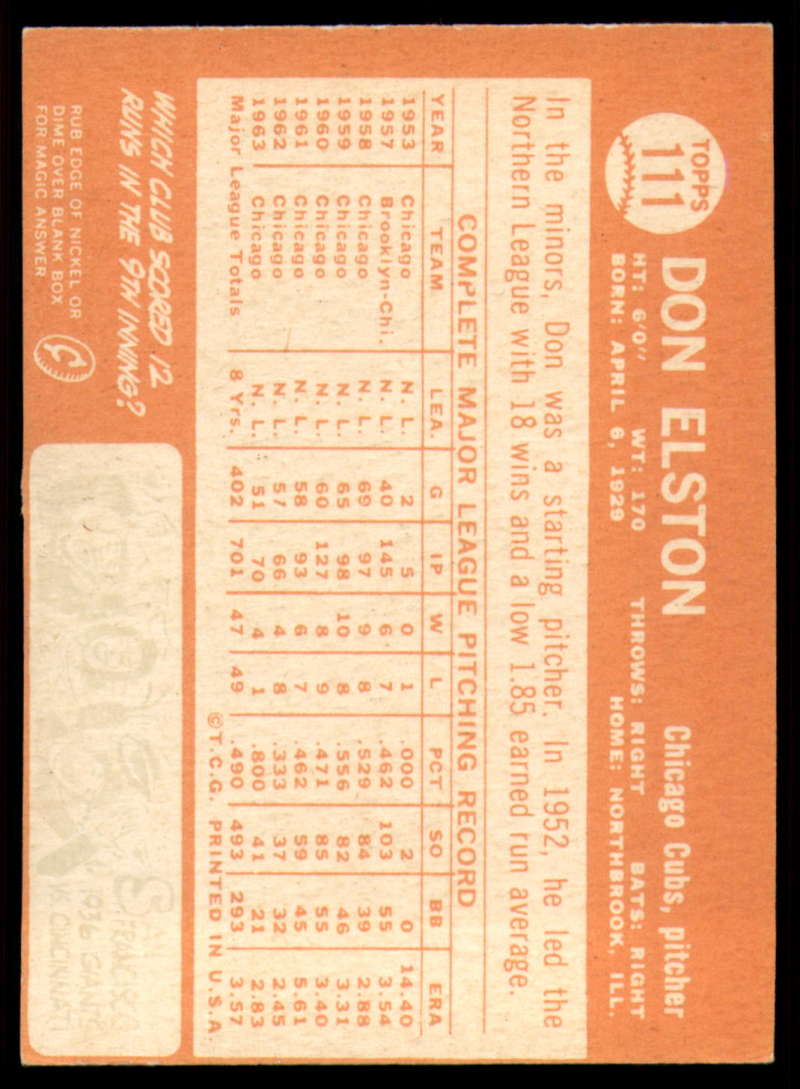 TOPPS
111
DON ELSTON
Chicago Cubs, pitcher
HT: 6'0" WT: 170 THROWS: RIGHT BATS: RIGHT
BORN: APRIL 6, 1929 HOME: NORTHBROOK, ILL.
In the minors, Don was a starting pitcher. In 1952, he led the
Northern League with 18 wins and a low 1.85 earned run average.
COMPLETE MAJOR LEAGUE PITCHING RECORD
YEAR TEAM LEA G IP W L PCT SO BB ERA
1953 Chicago N. L. 2 5 0 1 .000 2 0 14.40
1957 Brooklyn-Chi. N. L. 40 145 6 7 .462 103 55 3.54
1958 Chicago N. L. 69 97 9 8 .529 84 39 2.88
1959 Chicago N. L. 65 98 10 8 .556 82 46 3.31
1960 Chicago N. L. 60 127 8 9 .471 85 55 3.40
1961 Chicago N. L. 58 93 6 7 .462 59 45 5.61
1962 Chicago N. L. 57 66 4 8 .333 37 32 2.45
1963 Chicago N. L. 51 70 4 1 .800 41 21 2.83
Major League Totals 8 Yrs. 402 701 47 49 .490 493 293 3.57
©T.C.G. PRINTED IN U.S.A.
WHICH CLUB SCORED 12
RUNS IN THE 9TH INNING?
RUB EDGE OF NICKEL OR
DIME OVER BLANK BOX
FOR MAGIC ANSWER
1936 GIANTS
VS CINCINNATI